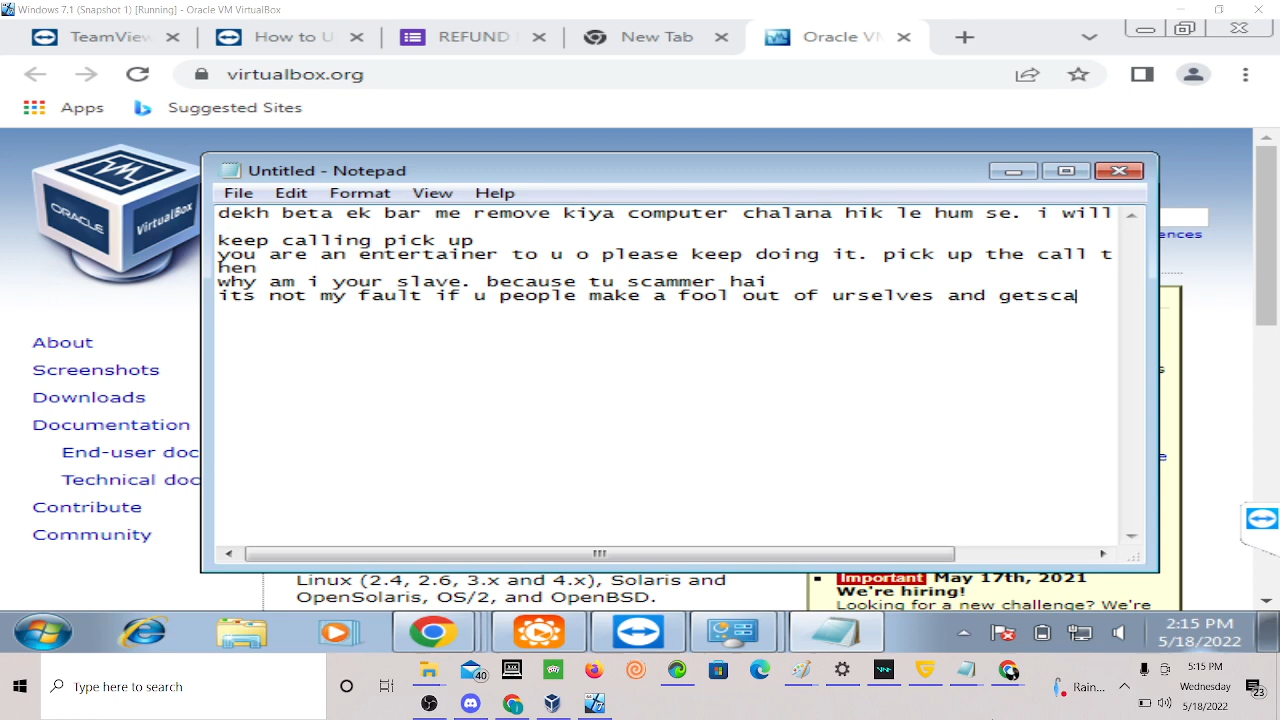 Windows 7.1 (Snapshot 1) [Running] - Oracle VM VirtualBox
TeamView
How to U
REFUND
New Tab
Oracle VM
virtualbox.org
Apps
Suggested Sites
ORACLE
VirtualBox
Untitled - Notepad
File Edit Format View Help
dekh beta ek bar me remove kiya computer chalana hik le hum se. i will
keep calling pick up
you are an entertainer to u o please keep doing it. pick up the call t
hen
why am i your slave. because tu scammer hai
its not my fault if u people make a fool out of urselves and getsca
ences
About
Screenshots
Downloads
Documentation
End-user doc
Technical doc
Contribute
Community
Linux (2.4, 2.6, 3.x and 4.x), Solaris and
OpenSolaris, OS/2, and OpenBSD.
Important May 17th, 2021
We're hiring!
Looking for a new challenge? We're
2:15 PM
5/18/2022
Type here to search
40
Rain...
5:15 PM
Wednesday
5/18/2022
23